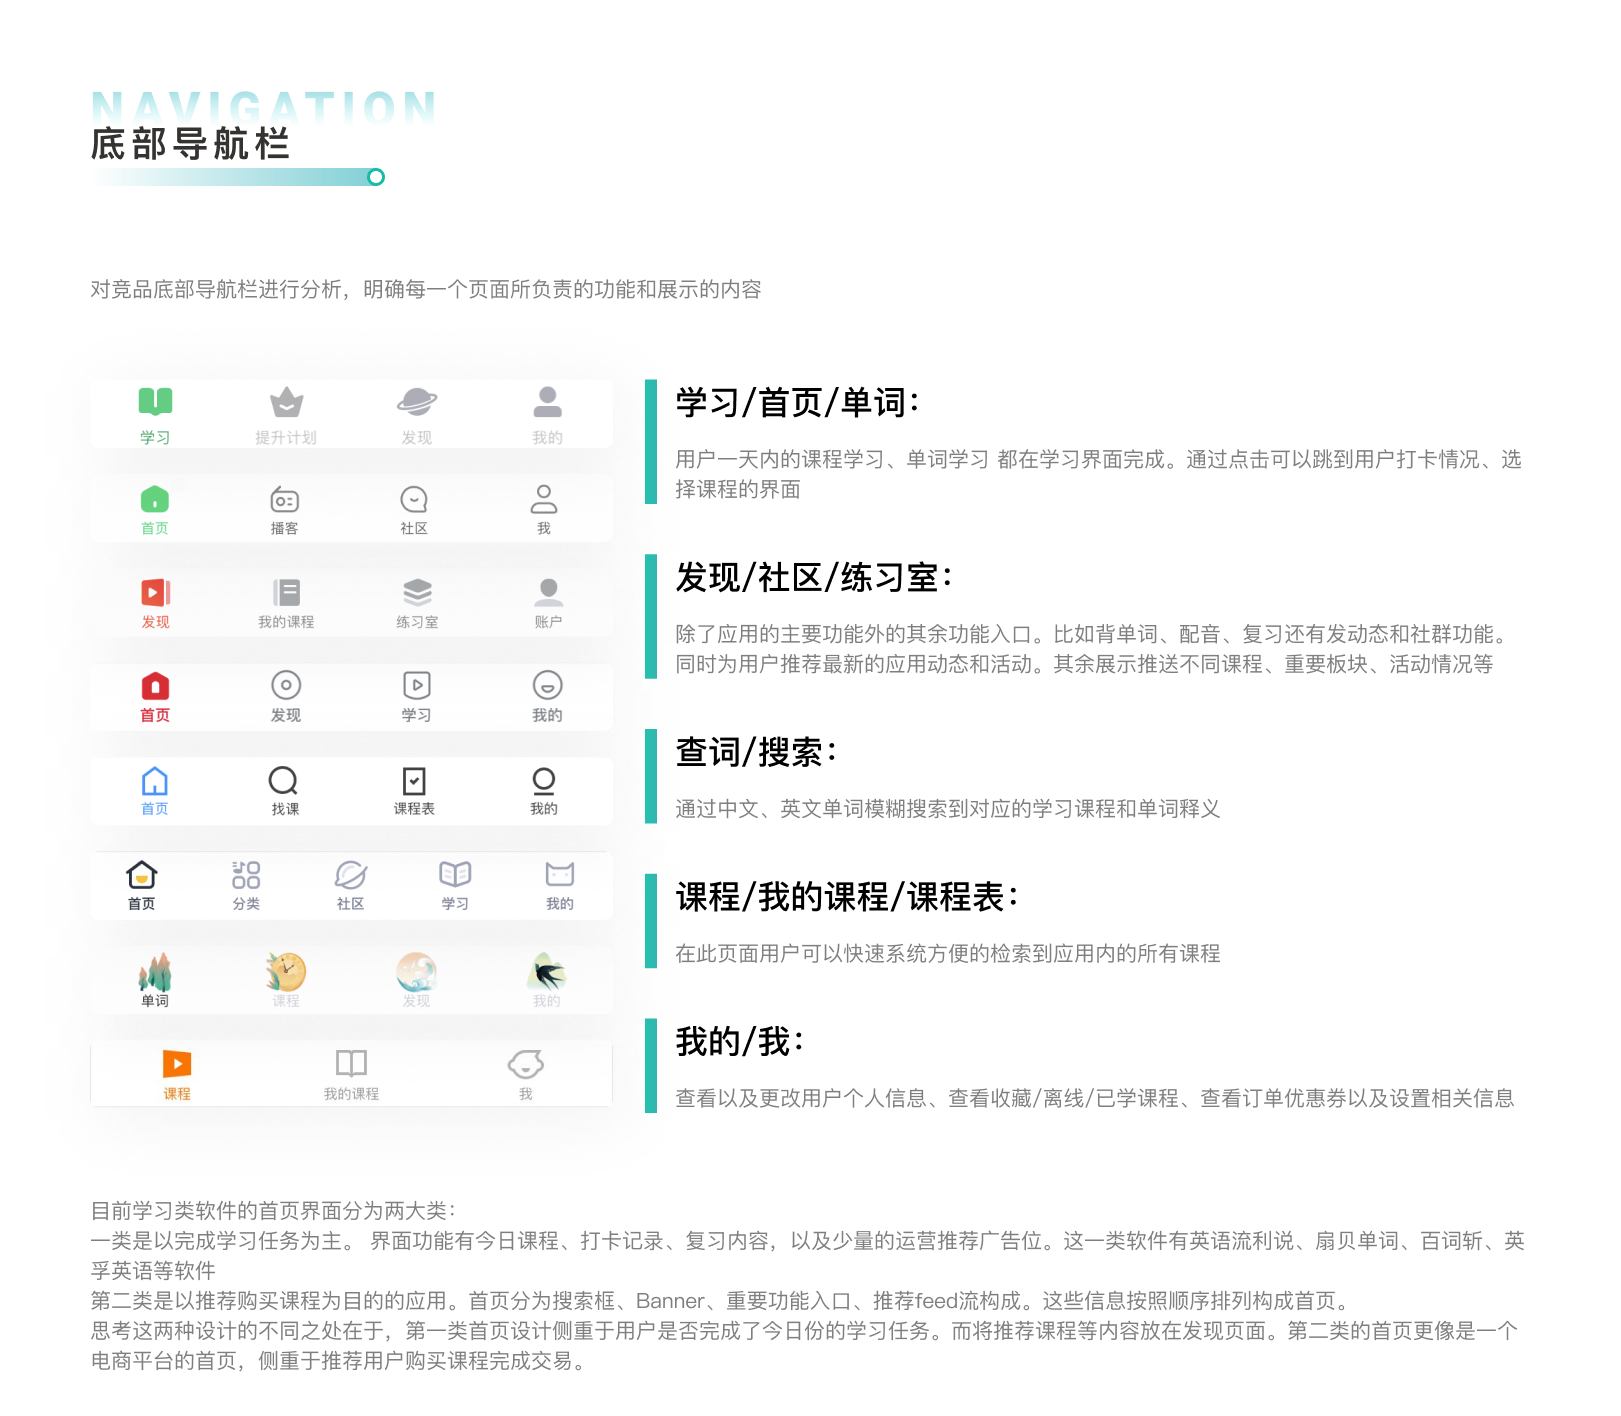 NAVIGATION
底部导航栏
对竞品底部导航栏进行分析，明确每一个页面所负责的功能和展示的内容
学习 提升计划 发现 我的
首页 播客 社区 我
发现 我的课程 练习室 账户
首页 发现 学习 我的
首页 找课 课程表 我的
首页 分类 社区 学习 我的
单词 课程 发现 我的
课程 我的课程 我
学习/首页/单词：
用户一天内的课程学习、单词学习 都在学习界面完成。通过点击可以跳到用户打卡情况、选
择课程的界面
发现/社区/练习室：
除了应用的主要功能外的其余功能入口。比如背单词、配音、复习还有发动态和社群功能。
同时为用户推荐最新的应用动态和活动。其余展示推送不同课程、重要板块、活动情况等
查词/搜索：
通过中文、英文单词模糊搜索到对应的学习课程和单词释义
课程/我的课程/课程表：
在此页面用户可以快速系统方便的检索到应用内的所有课程
我的/我：
查看以及更改用户个人信息、查看收藏/离线/已学课程、查看订单优惠券以及设置相关信息
目前学习类软件的首页界面分为两大类：
一类是以完成学习任务为主。 界面功能有今日课程、打卡记录、复习内容，以及少量的运营推荐广告位。这一类软件有英语流利说、扇贝单词、百词斩、英
孚英语等软件
第二类是以推荐购买课程为目的的应用。首页分为搜索框、Banner、重要功能入口、推荐feed流构成。这些信息按照顺序排列构成首页。
思考这两种设计的不同之处在于，第一类首页设计侧重于用户是否完成了今日份的学习任务。而将推荐课程等内容放在发现页面。第二类的首页更像是一个
电商平台的首页，侧重于推荐用户购买课程完成交易。